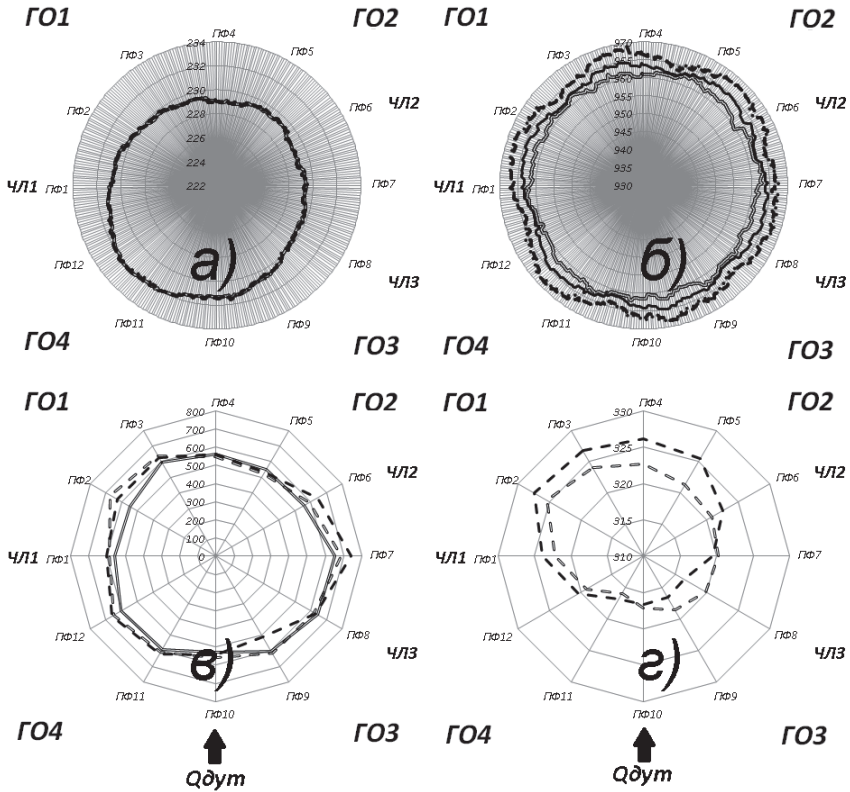 ГО1
ГО2
234
232
230
228
226
224
222
ПФ4
ПФ5
ПФ6
ПФ7
ПФ8
ПФ9
ПФ10
ПФ11
ПФ12
ПФ1
ПФ2
ПФ3
ЧЛ1
ЧЛ2
ЧЛ3
а)
ГО4
ГО3
ГО1
ГО2
970
965
960
955
950
945
940
935
930
ПФ4
ПФ5
ПФ6
ПФ7
ПФ8
ПФ9
ПФ10
ПФ11
ПФ12
ПФ1
ПФ2
ПФ3
ЧЛ1
ЧЛ2
ЧЛ3
б)
ГО4
ГО3
ГО1
ГО2
800
700
600
500
400
300
200
100
0
ПФ4
ПФ5
ПФ6
ПФ7
ПФ8
ПФ9
ПФ10
ПФ11
ПФ12
ПФ1
ПФ2
ПФ3
ЧЛ1
ЧЛ2
ЧЛ3
в)
ГО4
ГО3
Qдут
ГО1
ГО2
330
325
320
315
310
ПФ4
ПФ5
ПФ6
ПФ7
ПФ8
ПФ9
ПФ10
ПФ11
ПФ12
ПФ1
ПФ2
ПФ3
ЧЛ1
ЧЛ2
ЧЛ3
г)
ГО4
ГО3
Qдут